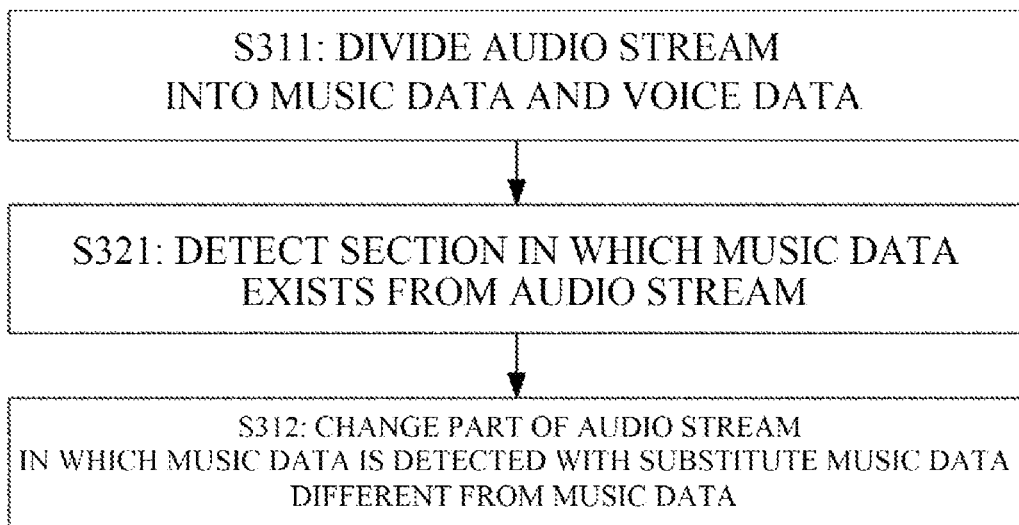 S311: DIVIDE AUDIO STREAM
INTO MUSIC DATA AND VOICE DATA
S321: DETECT SECTION IN WHICH MUSIC DATA
EXISTS FROM AUDIO STREAM
S312: CHANGE PART OF AUDIO STREAM
IN WHICH MUSIC DATA IS DETECTED WITH SUBSTITUTE MUSIC DATA
DIFFERENT FROM MUSIC DATA